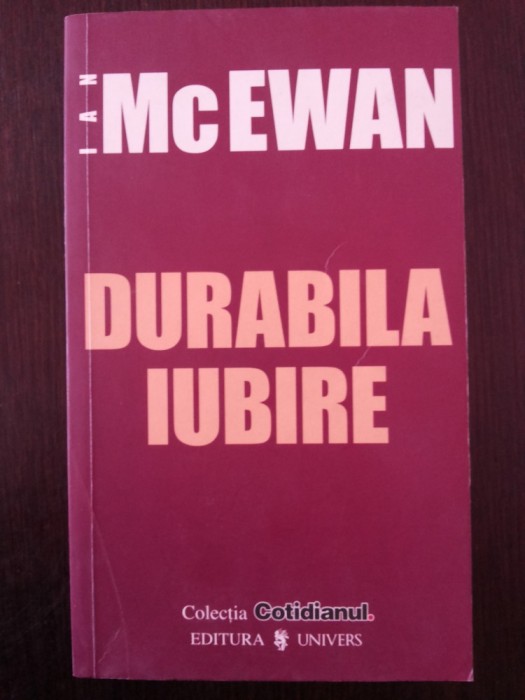 IAN
McEWAN
DURABILA
IUBIRE
Colecția Cotidianul.
EDITURA UNIVERS